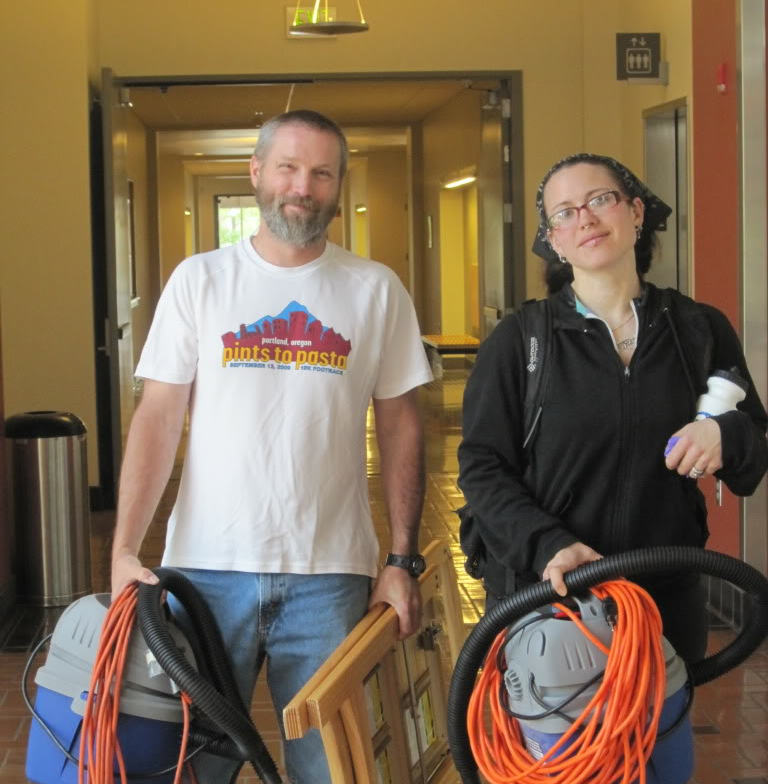 portland, oregon
pints to pasta
SEPTEMBER 13, 2009 10K FOOTRACE